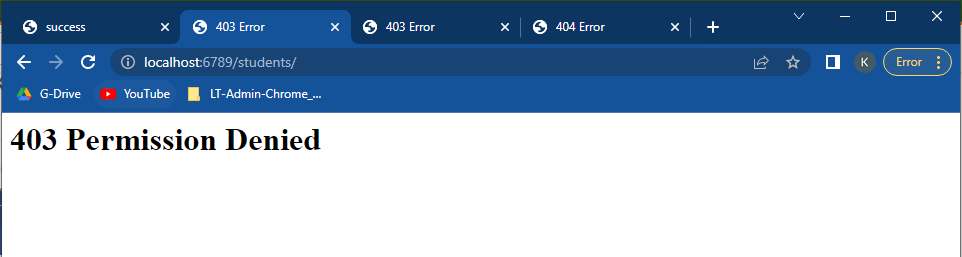 success 403 Error 403 Error 404 Error
localhost:6789/students/ K Error
G-Drive YouTube LT-Admin-Chrome_...
403 Permission Denied